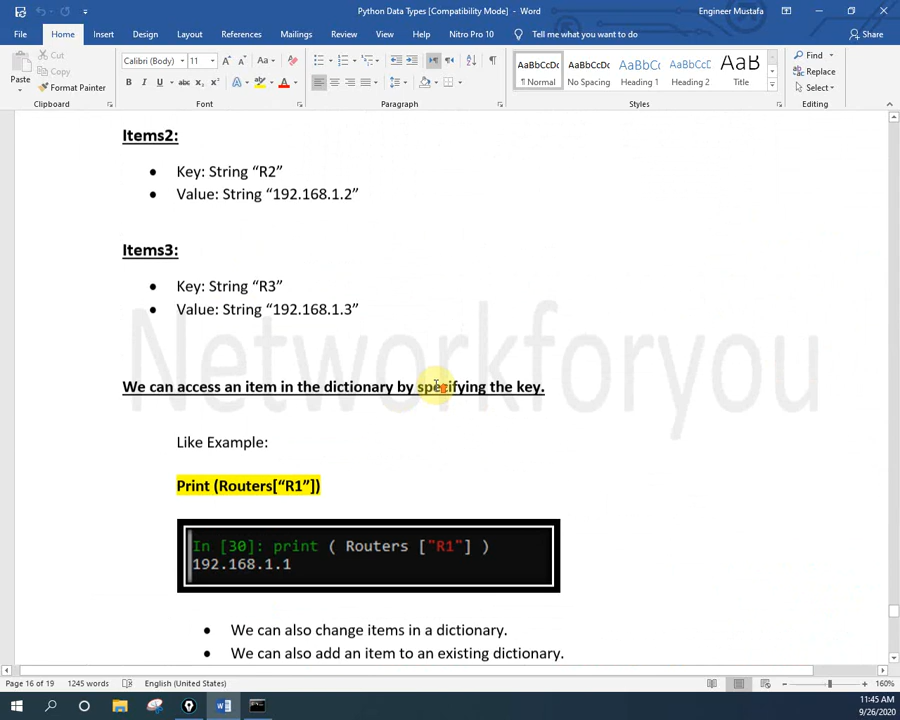 Python Data Types [Compatibility Mode] - Word
Engineer Mustafa
File Home Insert Design Layout References Mailings Review View Help Nitro Pro 10 Tell me what you want to do Share
Paste
Cut
Copy
Format Painter
Clipboard
Calibri (Body) 11
Font
Paragraph
AaBbCcDc AaBbCcDc AaBbC( AaBbCcD AaB
¶ Normal No Spacing Heading 1 Heading 2 Title
Styles
Find
Replace
Select
Editing
Items2:
• Key: String “R2”
• Value: String “192.168.1.2”
Items3:
• Key: String “R3”
• Value: String “192.168.1.3”
Networkforyou
We can access an item in the dictionary by specifying the key.
Like Example:
Print (Routers[“R1”])
In [30]: print ( Routers ["R1"] )
192.168.1.1
• We can also change items in a dictionary.
• We can also add an item to an existing dictionary.
Page 16 of 19 1245 words English (United States) 160%
11:45 AM
9/26/2020